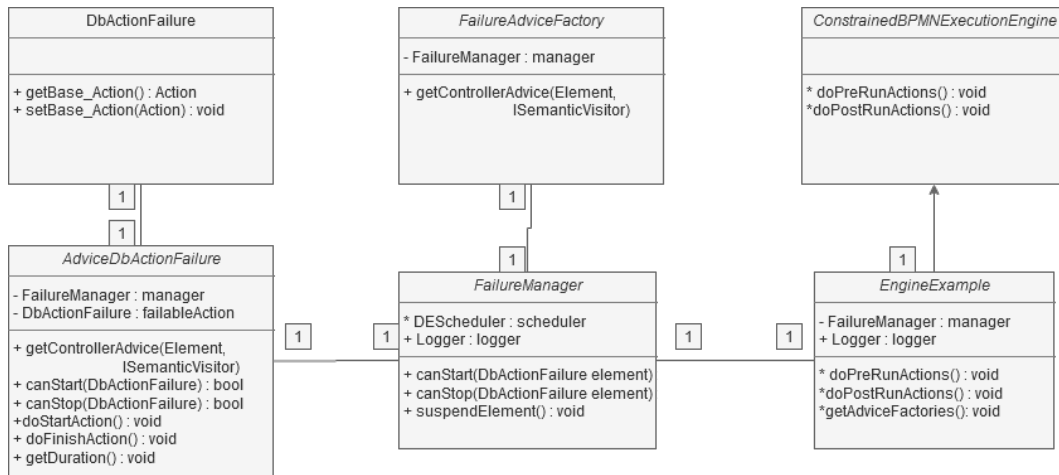 DbActionFailure
+ getBase_Action() : Action
+ setBase_Action(Action) : void
FailureAdviceFactory
- FailureManager : manager
+ getControllerAdvice(Element,
ISemanticVisitor)
ConstrainedBPMNExecutionEngine
* doPreRunActions() : void
*doPostRunActions() : void
1
1
1
1
1
AdviceDbActionFailure
- FailureManager : manager
- DbActionFailure : failableAction
+ getControllerAdvice(Element,
ISemanticVisitor)
+ canStart(DbActionFailure) : bool
+ canStop(DbActionFailure) : bool
+doStartAction() : void
+ doFinishAction() : void
+ getDuration() : void
1
1
FailureManager
* DEScheduler : scheduler
+ Logger : logger
+ canStart(DbActionFailure element)
+ canStop(DbActionFailure element)
+ suspendElement() : void
1
1
EngineExample
- FailureManager : manager
+ Logger : logger
* doPreRunActions() : void
*doPostRunActions() : void
*getAdviceFactories(): void